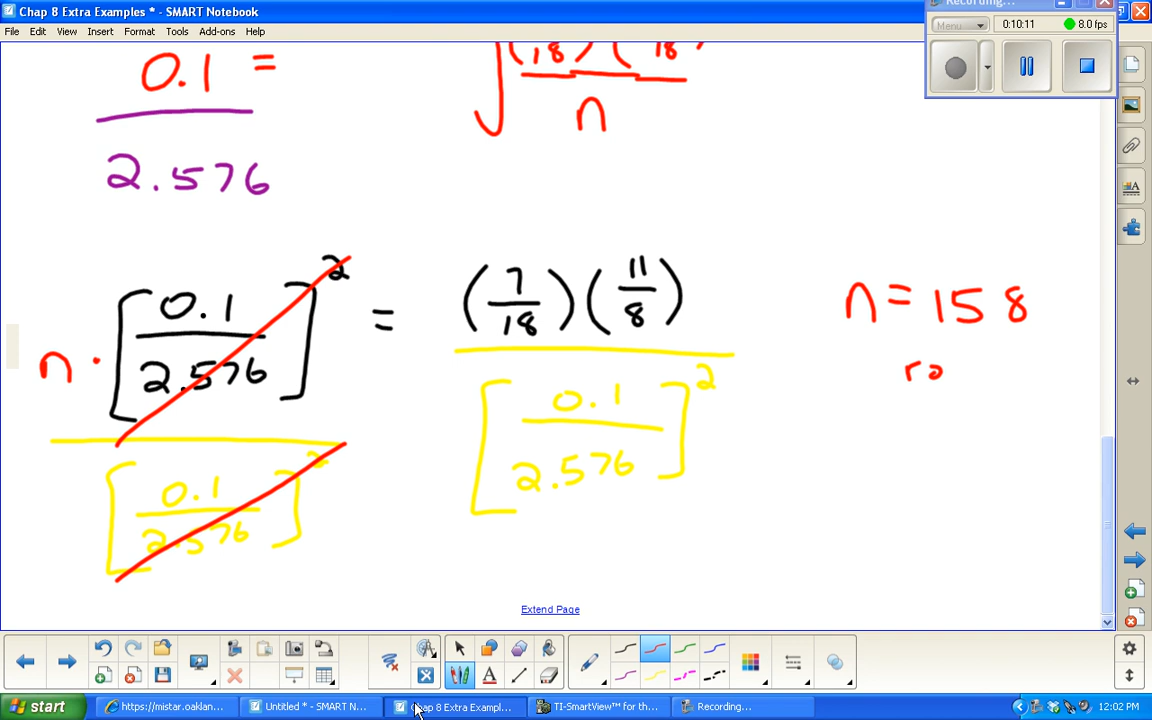 Chap 8 Extra Examples * - SMART Notebook
Recording...
File Edit View Insert Format Tools Add-ons Help
Menu
0:10:11
8.0 fps
0.1 =
2.576
(18) ( 18
n
n · [0.1 / 2.576]² = (7/18)(11/8)
[0.1 / 2.576]²
[0.1 / 2.576]²
n = 158
ro
Extend Page
start
https://mistar.oaklan...
Untitled * - SMART N...
Chap 8 Extra Exampl...
TI-SmartView™ for th...
Recording...
12:02 PM